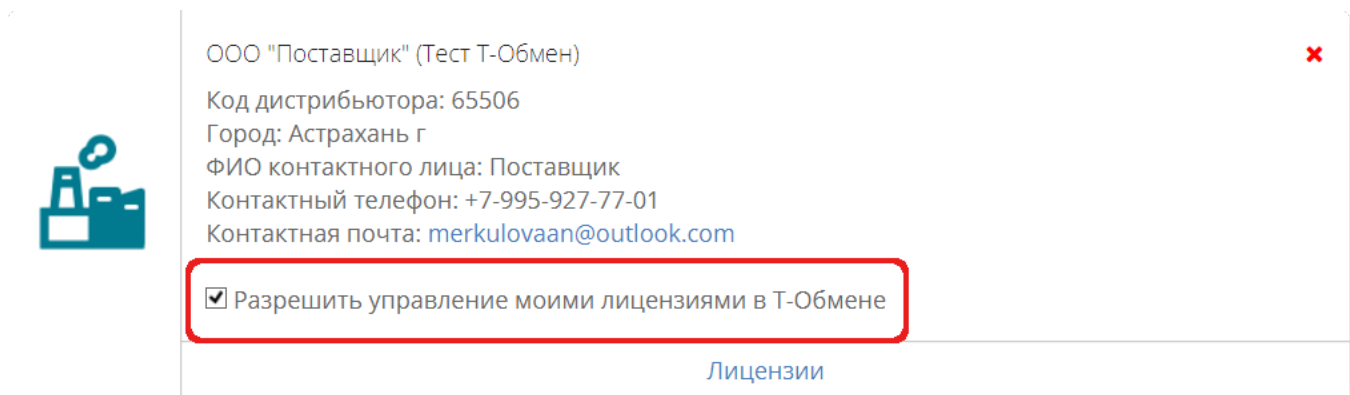 ООО "Поставщик" (Тест Т-Обмен)
Код дистрибьютора: 65506
Город: Астрахань г
ФИО контактного лица: Поставщик
Контактный телефон: +7-995-927-77-01
Контактная почта: merkulovaan@outlook.com
Разрешить управление моими лицензиями в Т-Обмене
Лицензии